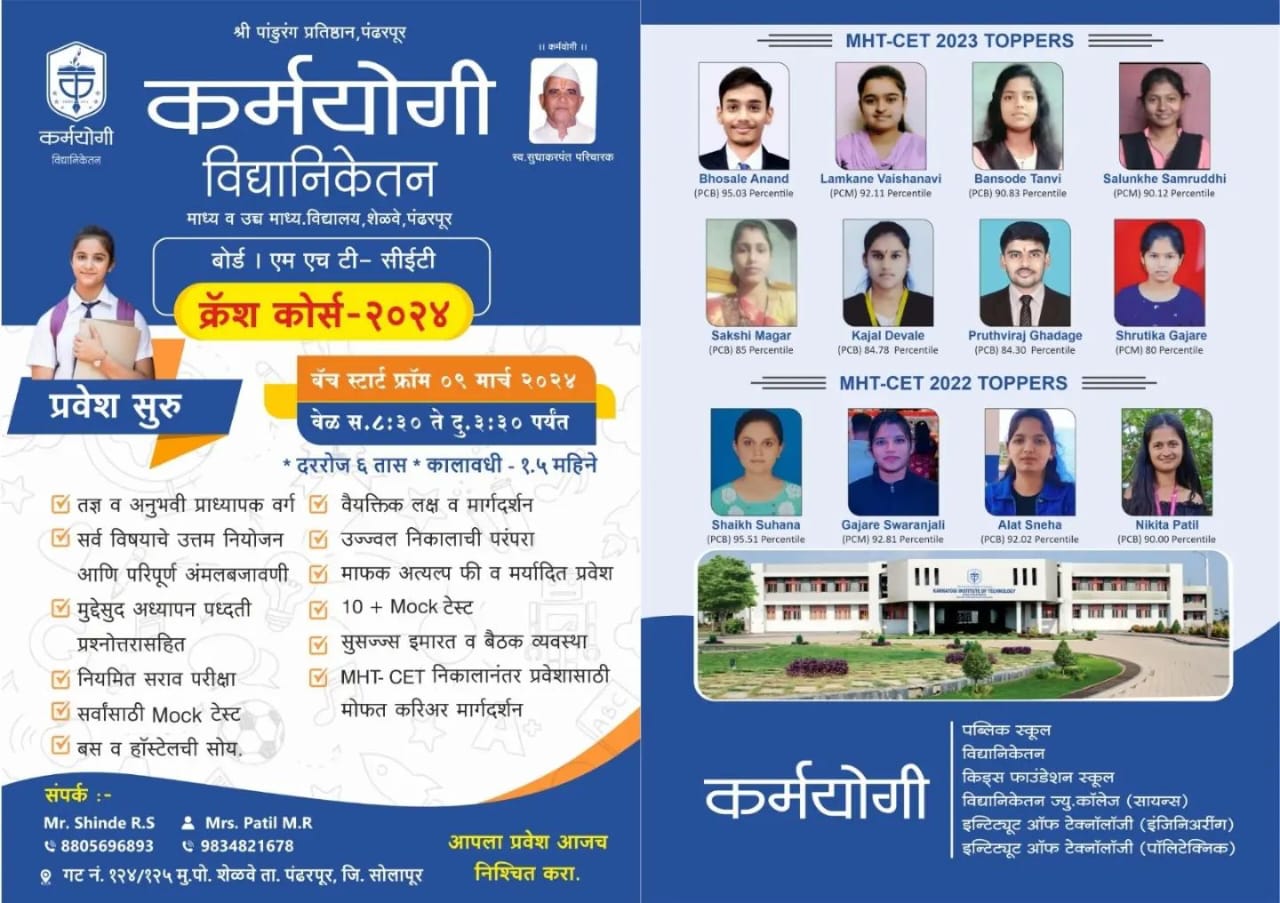 श्री पांडुरंग प्रतिष्ठान,पंढरपूर
कर्मयोगी
विद्यानिकेतन
|| कर्मयोगी ||
स्व.सुधाकरपंत परिचारक
कर्मयोगी
विद्यानिकेतन
माध्य व उच्च माध्य.विद्यालय,शेळवे,पंढरपूर
बोर्ड । एम एच टी– सीईटी
क्रॅश कोर्स-२०२४
प्रवेश सुरु
बॅच स्टार्ट फ्रॉम ०९ मार्च २०२४
वेळ स.८:३० ते दु.३:३० पर्यंत
* दररोज ६ तास * कालावधी - १.५ महिने
तज्ञ व अनुभवी प्राध्यापक वर्ग
सर्व विषयाचे उत्तम नियोजन
आणि परिपूर्ण अंमलबजावणी
मुद्देसुद अध्यापन पध्दती
प्रश्नोत्तरासहित
नियमित सराव परीक्षा
सर्वांसाठी Mock टेस्ट
बस व हॉस्टेलची सोय.
वैयक्तिक लक्ष व मार्गदर्शन
उज्ज्वल निकालाची परंपरा
माफक अत्यल्प फी व मर्यादित प्रवेश
10 + Mock टेस्ट
सुसज्ज्स इमारत व बैठक व्यवस्था
MHT- CET निकालानंतर प्रवेशासाठी
मोफत करिअर मार्गदर्शन
संपर्क :-
Mr. Shinde R.S Mrs. Patil M.R
8805696893 9834821678
गट नं. १२४/१२५ मु.पो. शेळवे ता. पंढरपूर, जि. सोलापूर
आपला प्रवेश आजच
निश्चित करा.
MHT-CET 2023 TOPPERS
Bhosale Anand Lamkane Vaishanavi Bansode Tanvi Salunkhe Samruddhi
(PCB) 95.03 Percentile (PCM) 92.11 Percentile (PCB) 90.83 Percentile (PCM) 90.12 Percentile
Sakshi Magar Kajal Devale Pruthviraj Ghadage Shrutika Gajare
(PCB) 85 Percentile (PCB) 84.78 Percentile (PCB) 84.30 Percentile (PCM) 80 Percentile
MHT-CET 2022 TOPPERS
Shaikh Suhana Gajare Swaranjali Alat Sneha Nikita Patil
(PCB) 95.51 Percentile (PCM) 92.81 Percentile (PCB) 92.02 Percentile (PCB) 90.00 Percentile
KARMAYOGI INSTITUTE OF TECHNOLOGY
कर्मयोगी
पब्लिक स्कूल
विद्यानिकेतन
किड्स फाउंडेशन स्कूल
विद्यानिकेतन ज्यु.कॉलेज (सायन्स)
इन्टिट्यूट ऑफ टेक्नॉलॉजी (इंजिनिअरींग)
इन्टिट्यूट ऑफ टेक्नॉलॉजी (पॉलिटेक्निक)